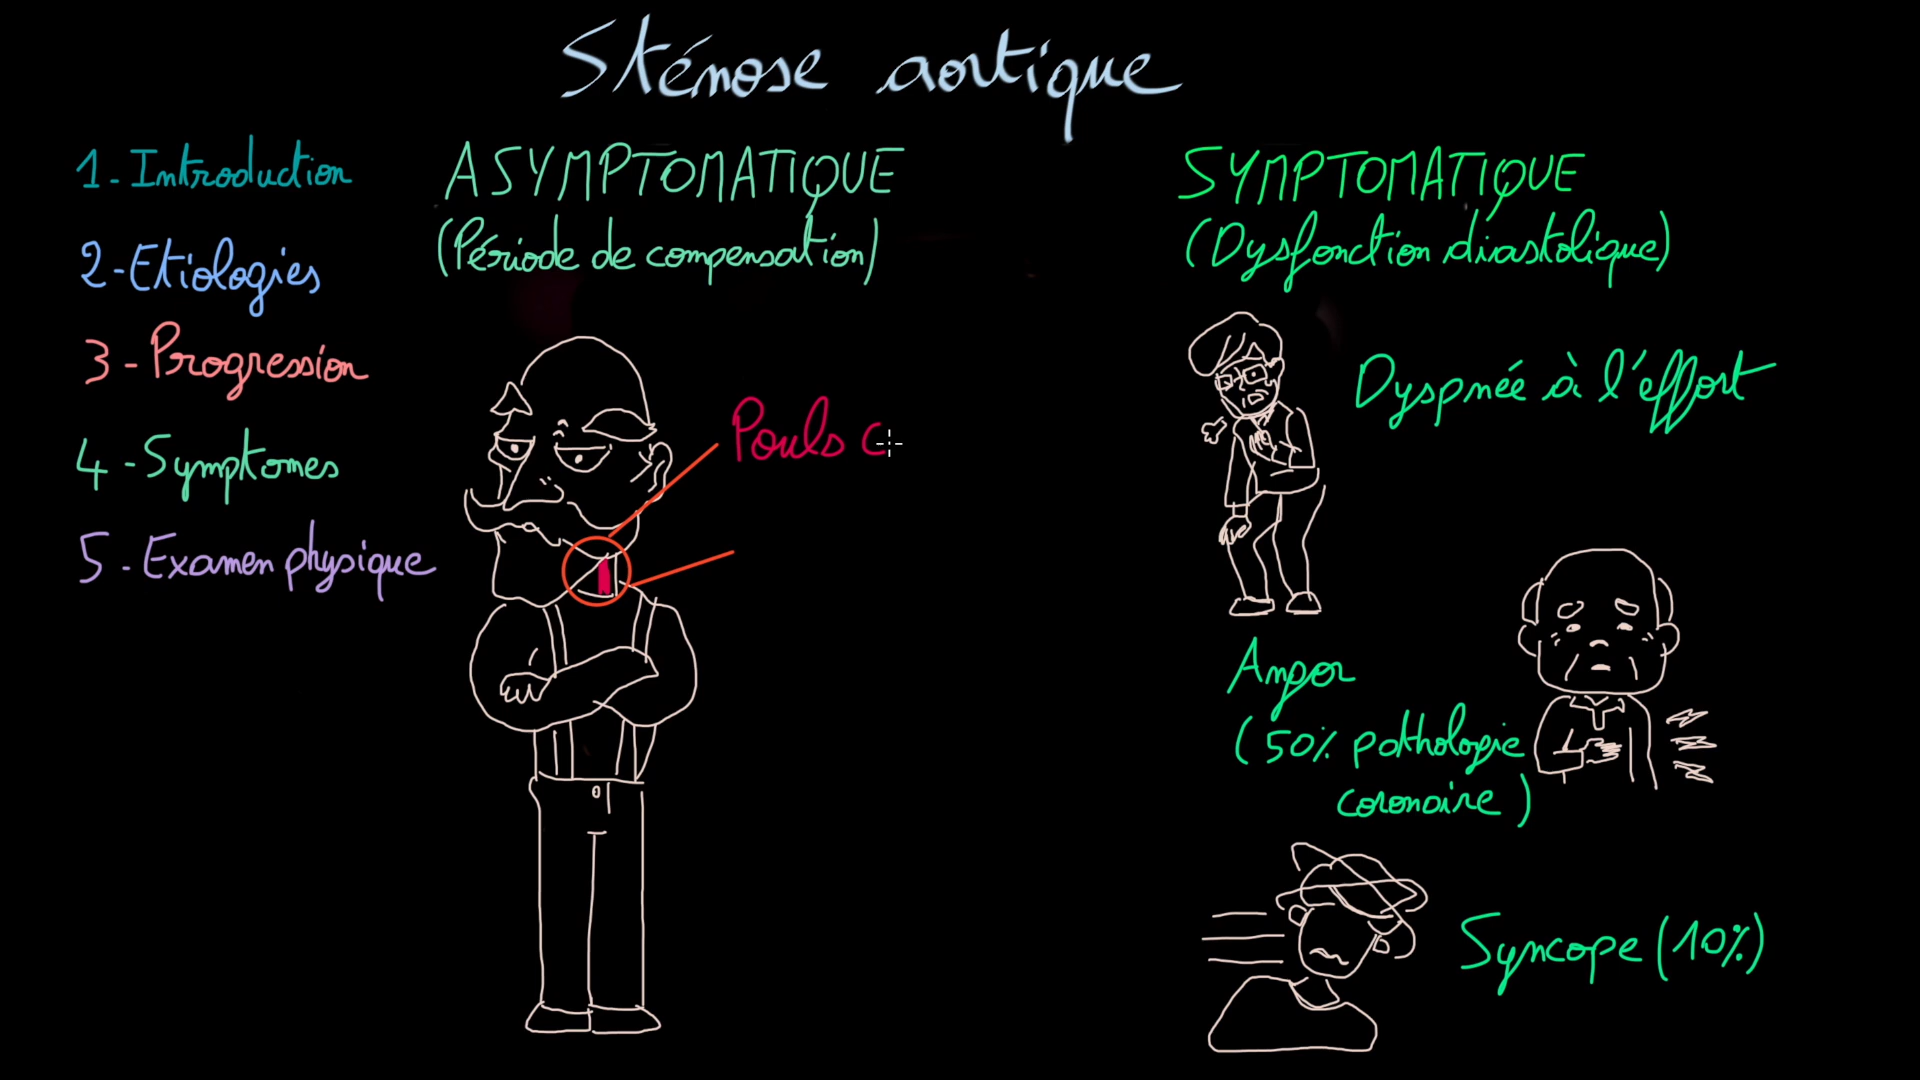 Sténose aortique
1-Introduction
2-Etiologies
3-Progression
4-Symptomes
5-Examen physique
ASYMPTOMATIQUE
(Période de compensation)
Pouls c
SYMPTOMATIQUE
(Dysfonction diastolique)
Dyspnée à l'effort
Angor
(50% pathologie
coronaire)
Syncope (10%)